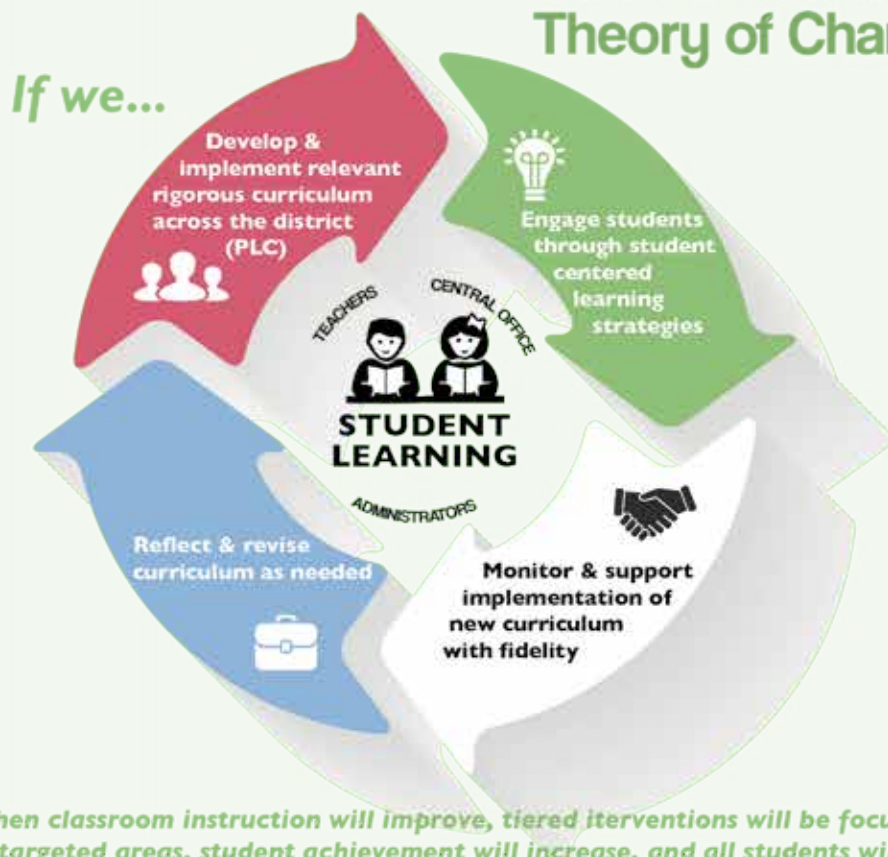 Theory of Cha
If we...
Develop &
implement relevant
rigorous curriculum
across the district
(PLC)
Engage students
through student
centered
learning
strategies
TEACHERS
CENTRAL OFFICE
STUDENT
LEARNING
ADMINISTRATORS
Monitor & support
implementation of
new curriculum
with fidelity
Reflect & revise
curriculum as needed
hen classroom instruction will improve, tiered iterventions will be focu
targeted areas, student achievement will increase, and all students wi